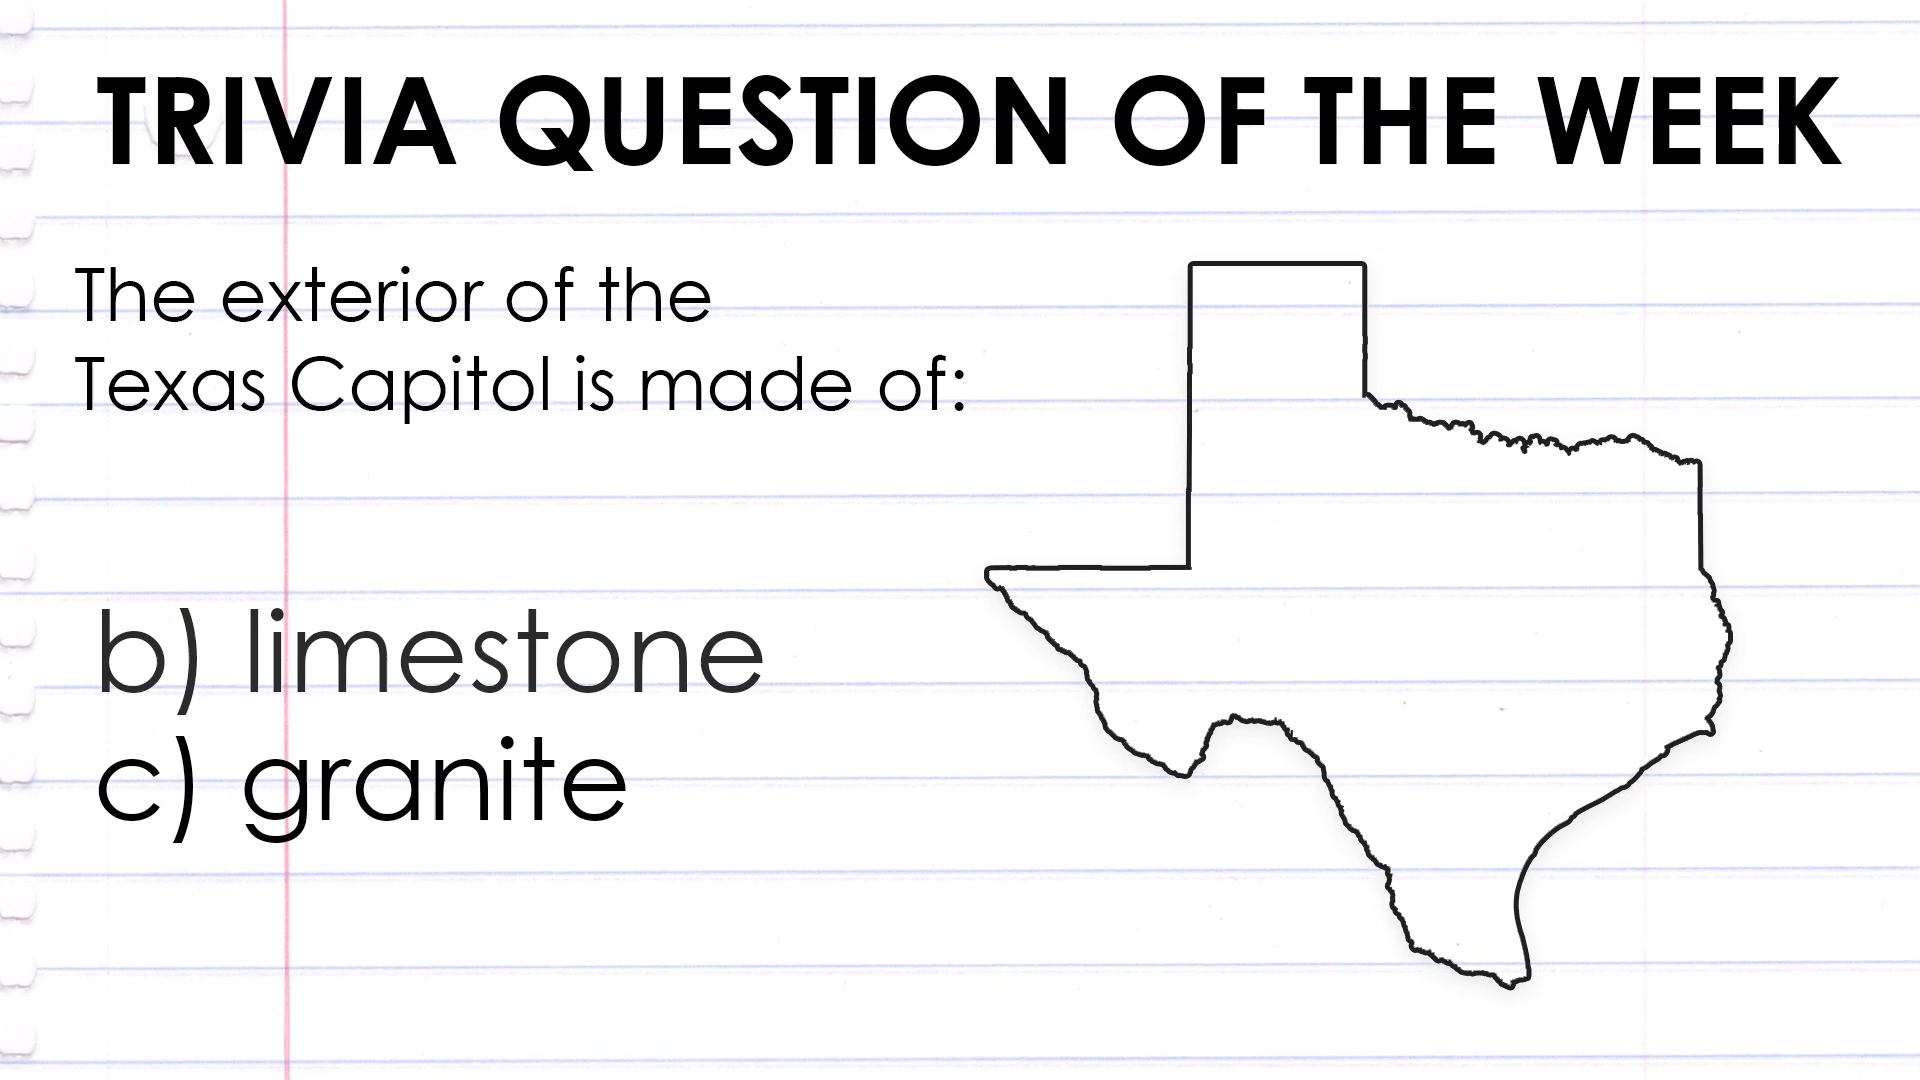 TRIVIA QUESTION OF THE WEEK
The exterior of the
Texas Capitol is made of:
b) limestone
c) granite